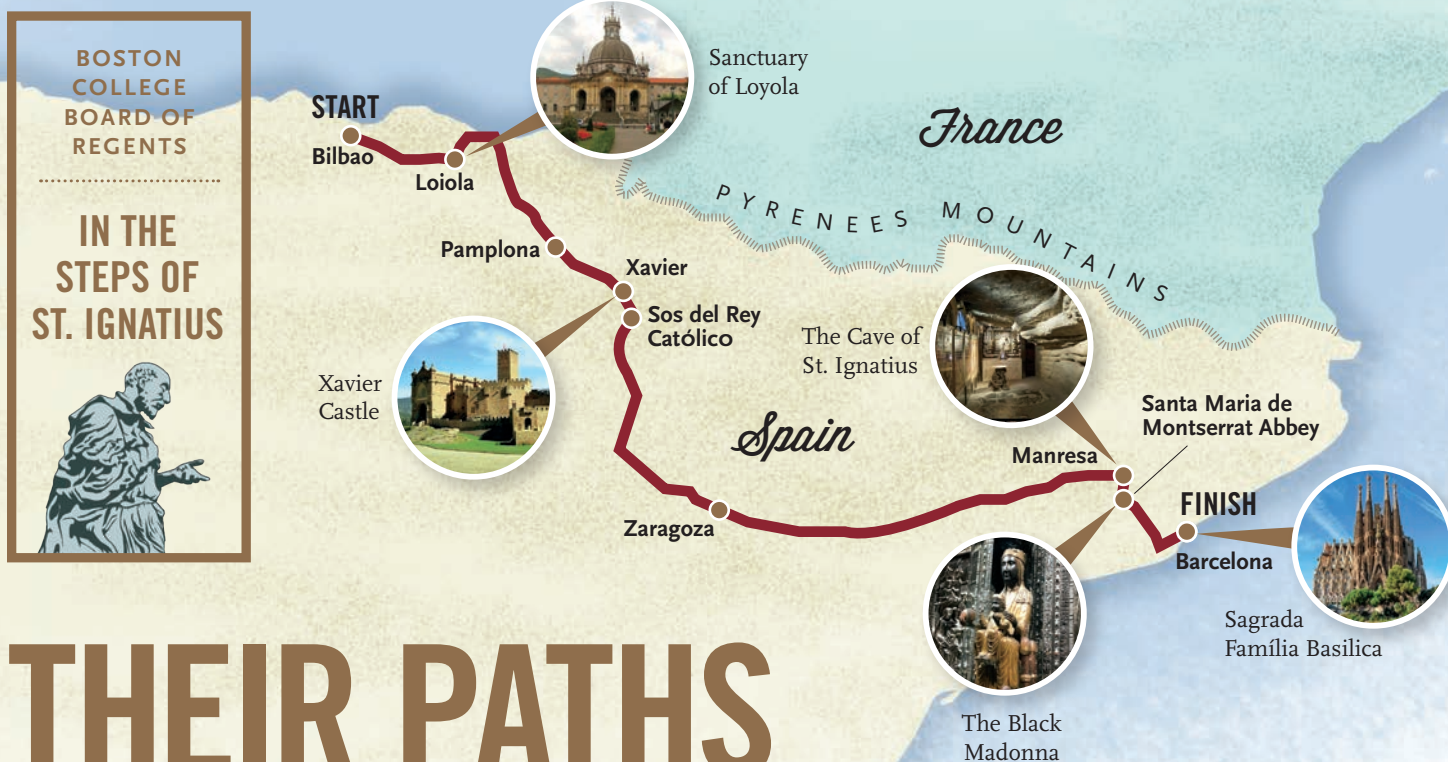 BOSTON
COLLEGE
BOARD OF
REGENTS
IN THE
STEPS OF
ST. IGNATIUS
START
Bilbao
Loiola
Sanctuary
of Loyola
France
PYRENEES MOUNTAINS
Pamplona
Xavier
Sos del Rey
Católico
Xavier
Castle
The Cave of
St. Ignatius
Spain
Santa Maria de
Montserrat Abbey
Manresa
Zaragoza
FINISH
Barcelona
Sagrada
Família Basilica
The Black
Madonna
THEIR PATHS